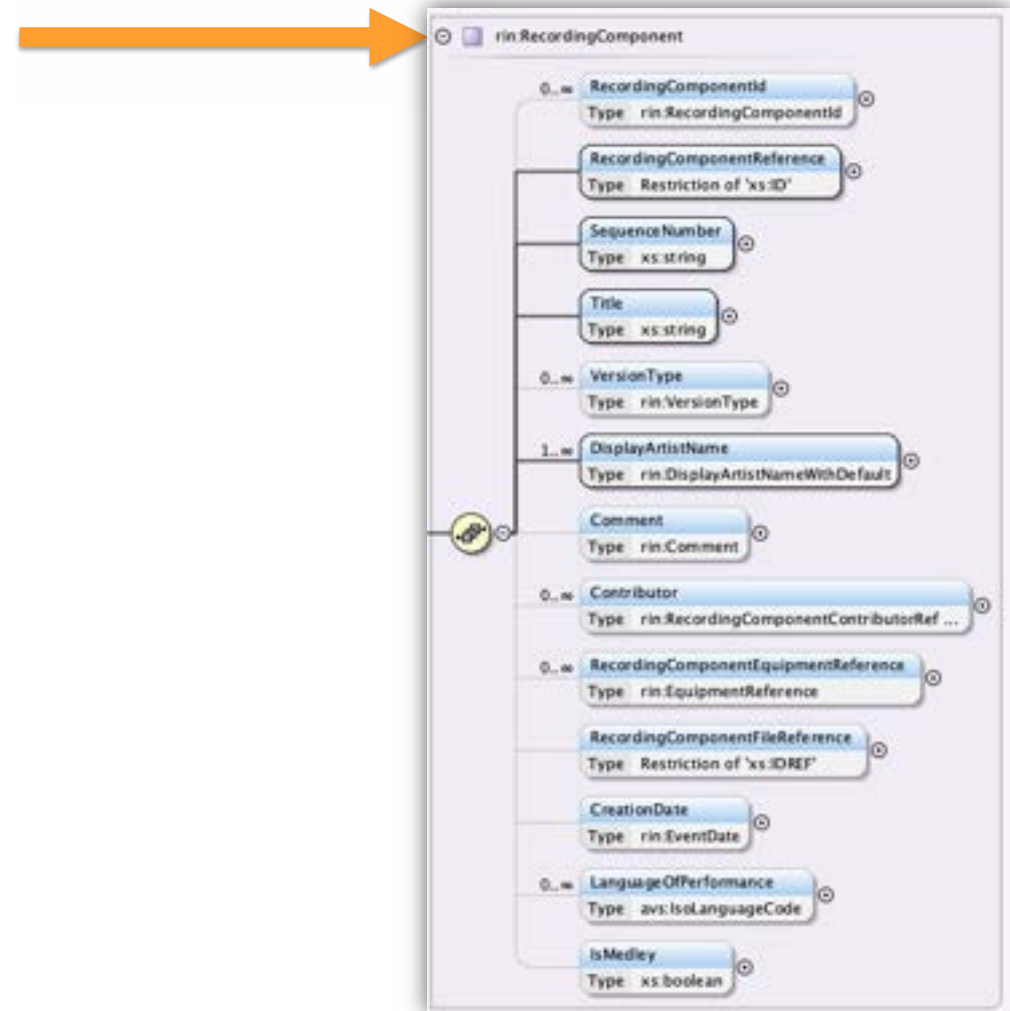 rin:RecordingComponent
0..∞ RecordingComponentId
Type rin:RecordingComponentId
RecordingComponentReference
Type Restriction of 'xs:ID'
SequenceNumber
Type xs:string
Title
Type xs:string
0..∞ VersionType
Type rin:VersionType
1..∞ DisplayArtistName
Type rin:DisplayArtistNameWithDefault
Comment
Type rin:Comment
0..∞ Contributor
Type rin:RecordingComponentContributorRef ...
0..∞ RecordingComponentEquipmentReference
Type rin:EquipmentReference
RecordingComponentFileReference
Type Restriction of 'xs:IDREF'
CreationDate
Type rin:EventDate
0..∞ LanguageOfPerformance
Type avs:IsoLanguageCode
IsMedley
Type xs:boolean